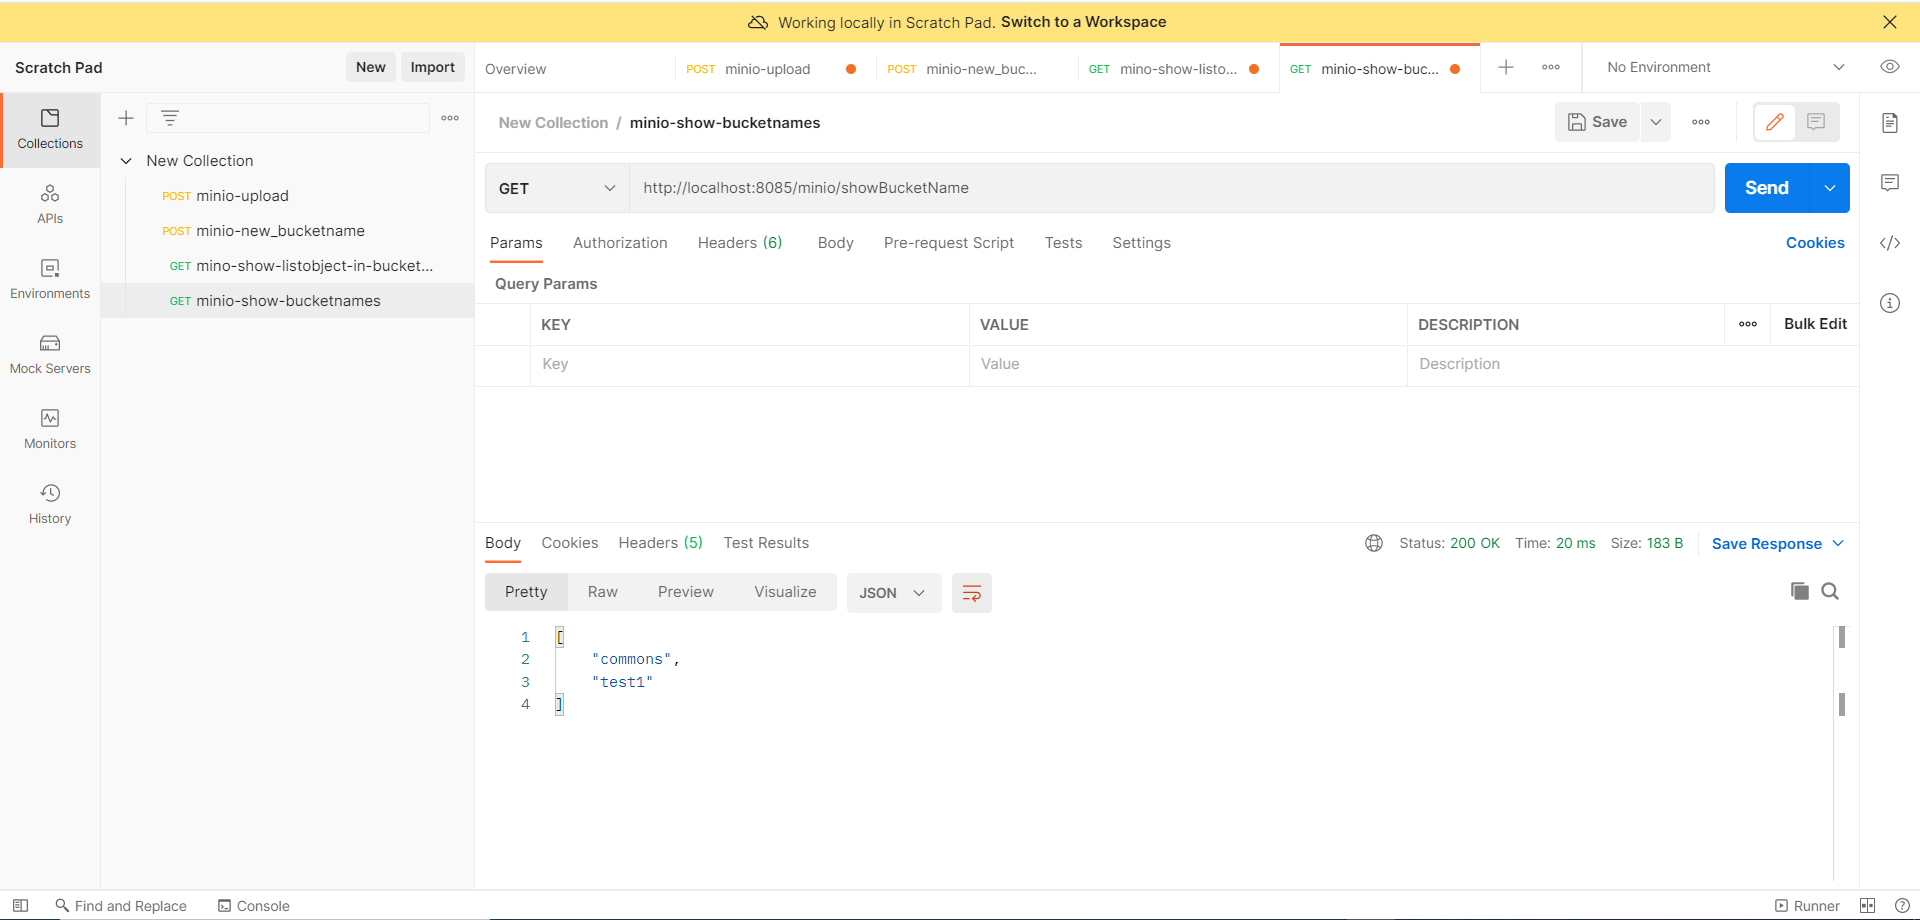 Working locally in Scratch Pad. Switch to a Workspace
Scratch Pad
New
Import
Overview
POST minio-upload
POST minio-new_buc...
GET mino-show-listo...
GET minio-show-buc...
No Environment
Collections
APIs
Environments
Mock Servers
Monitors
History
New Collection
POST minio-upload
POST minio-new_bucketname
GET mino-show-listobject-in-bucket...
GET minio-show-bucketnames
New Collection / minio-show-bucketnames
Save
GET
http://localhost:8085/minio/showBucketName
Send
Params
Authorization
Headers (6)
Body
Pre-request Script
Tests
Settings
Cookies
Query Params
KEY
VALUE
DESCRIPTION
Bulk Edit
Key
Value
Description
Body
Cookies
Headers (5)
Test Results
Status: 200 OK
Time: 20 ms
Size: 183 B
Save Response
Pretty
Raw
Preview
Visualize
JSON
1 [
2 "commons",
3 "test1"
4 ]
Find and Replace
Console
Runner